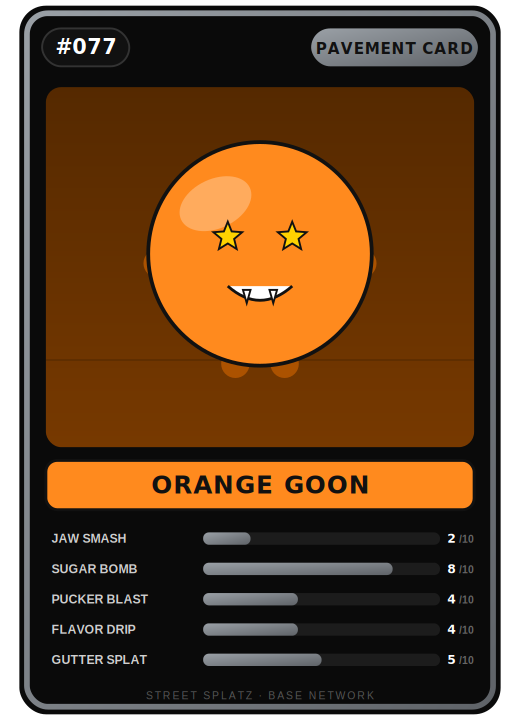 #077
PAVEMENT CARD
ORANGE GOON
JAW SMASH 2 /10
SUGAR BOMB 8 /10
PUCKER BLAST 4 /10
FLAVOR DRIP 4 /10
GUTTER SPLAT 5 /10
STREET SPLATZ · BASE NETWORK